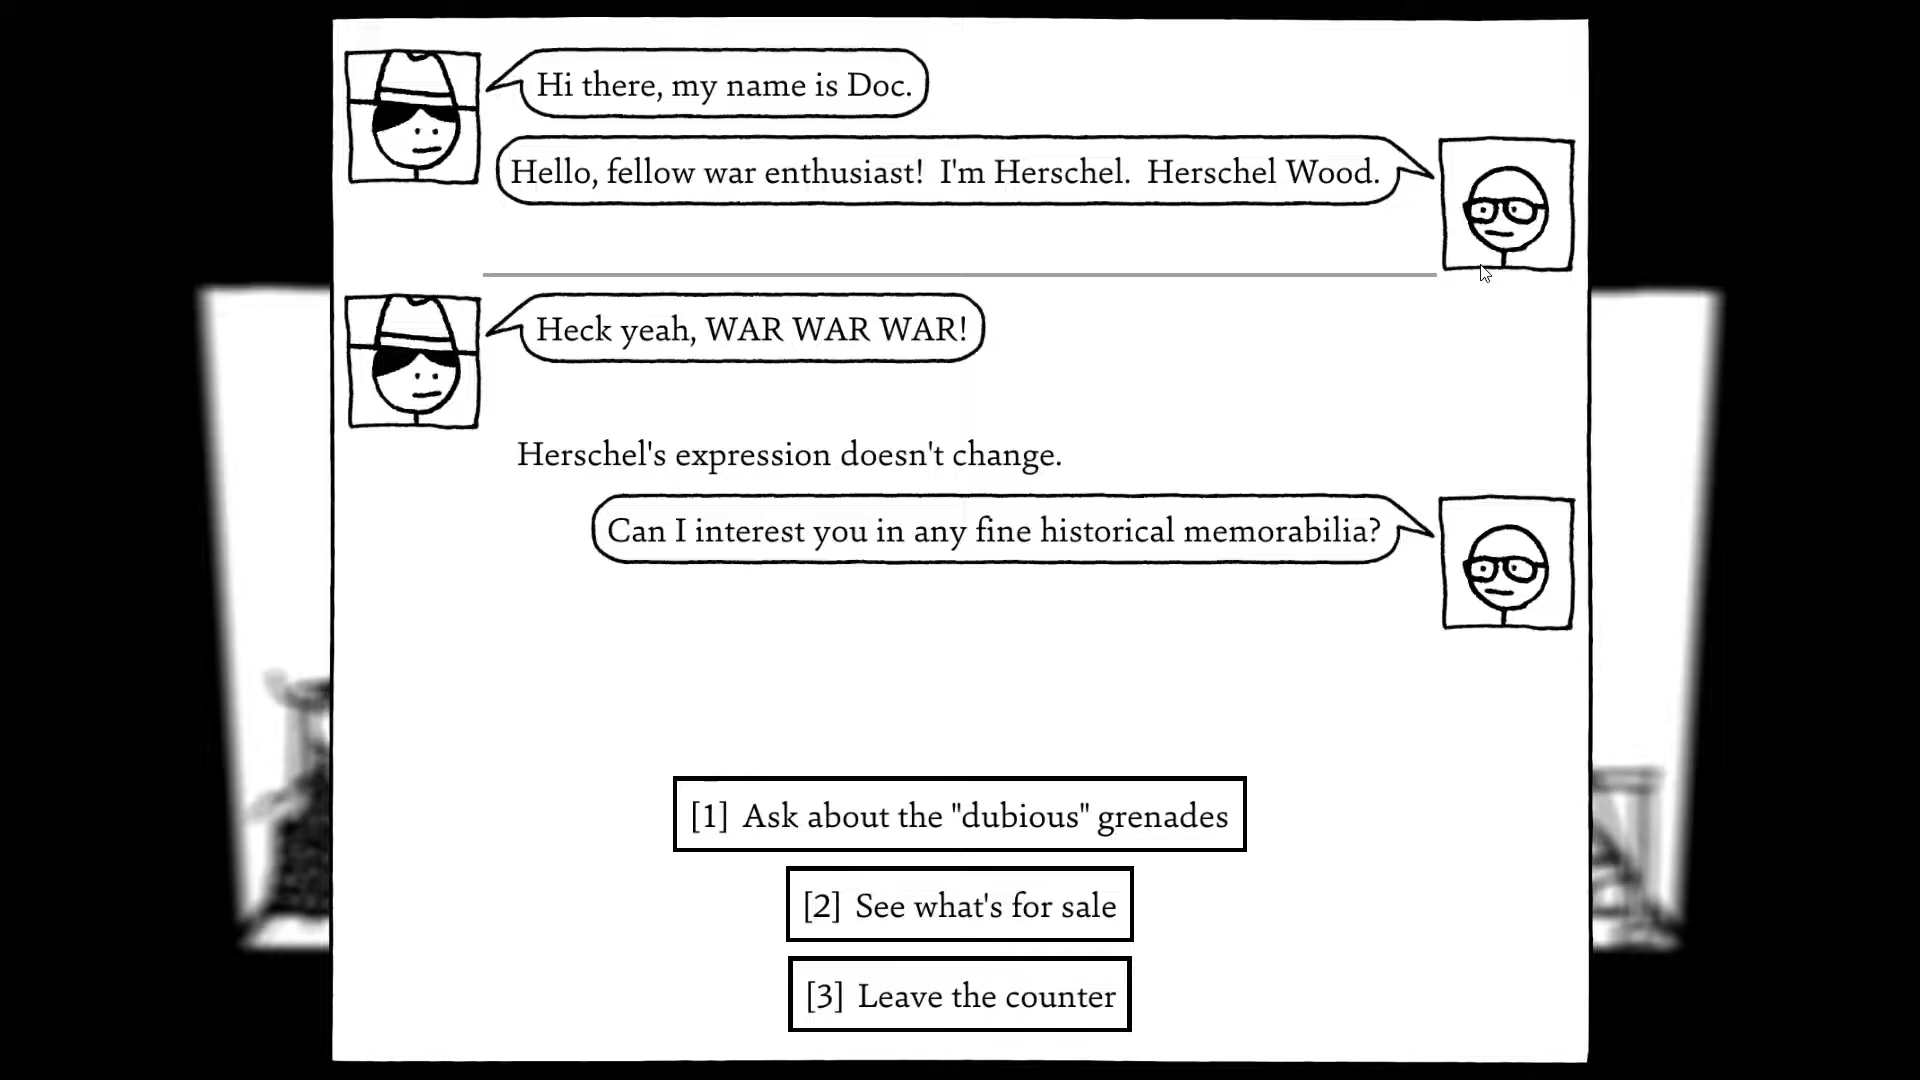 Hi there, my name is Doc.
Hello, fellow war enthusiast!  I'm Herschel.  Herschel Wood.
Heck yeah, WAR WAR WAR!
Herschel's expression doesn't change.
Can I interest you in any fine historical memorabilia?
[1] Ask about the "dubious" grenades
[2] See what's for sale
[3] Leave the counter